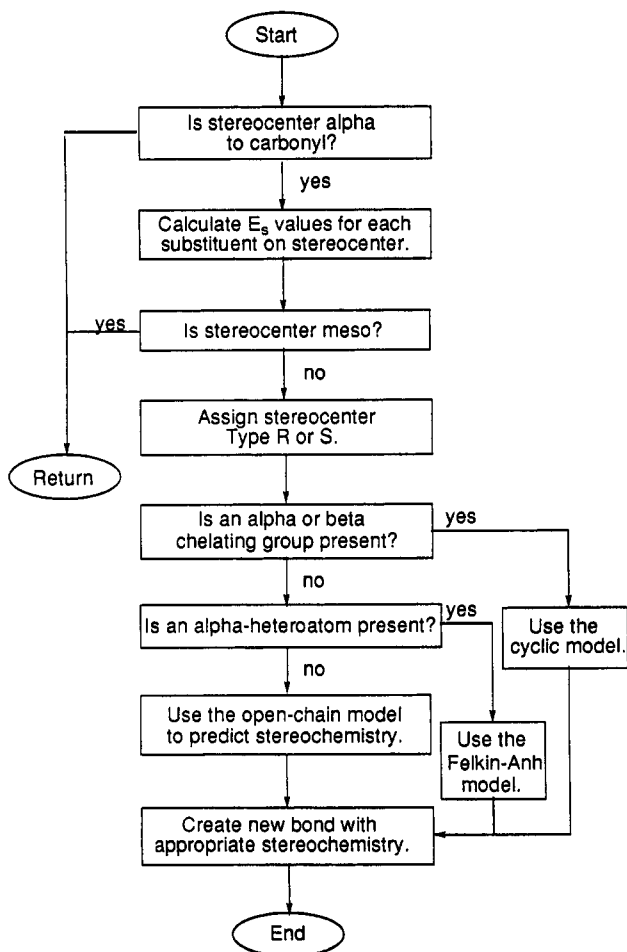 Start
Is stereocenter alpha
to carbonyl?
yes
Calculate Es values for each
substituent on stereocenter.
yes
Is stereocenter meso?
no
Assign stereocenter
Type R or S.
Return
Is an alpha or beta
chelating group present?
yes
no
Is an alpha-heteroatom present?
yes
Use the
cyclic model.
no
Use the open-chain model
to predict stereochemistry.
Use the
Felkin-Anh
model.
Create new bond with
appropriate stereochemistry.
End